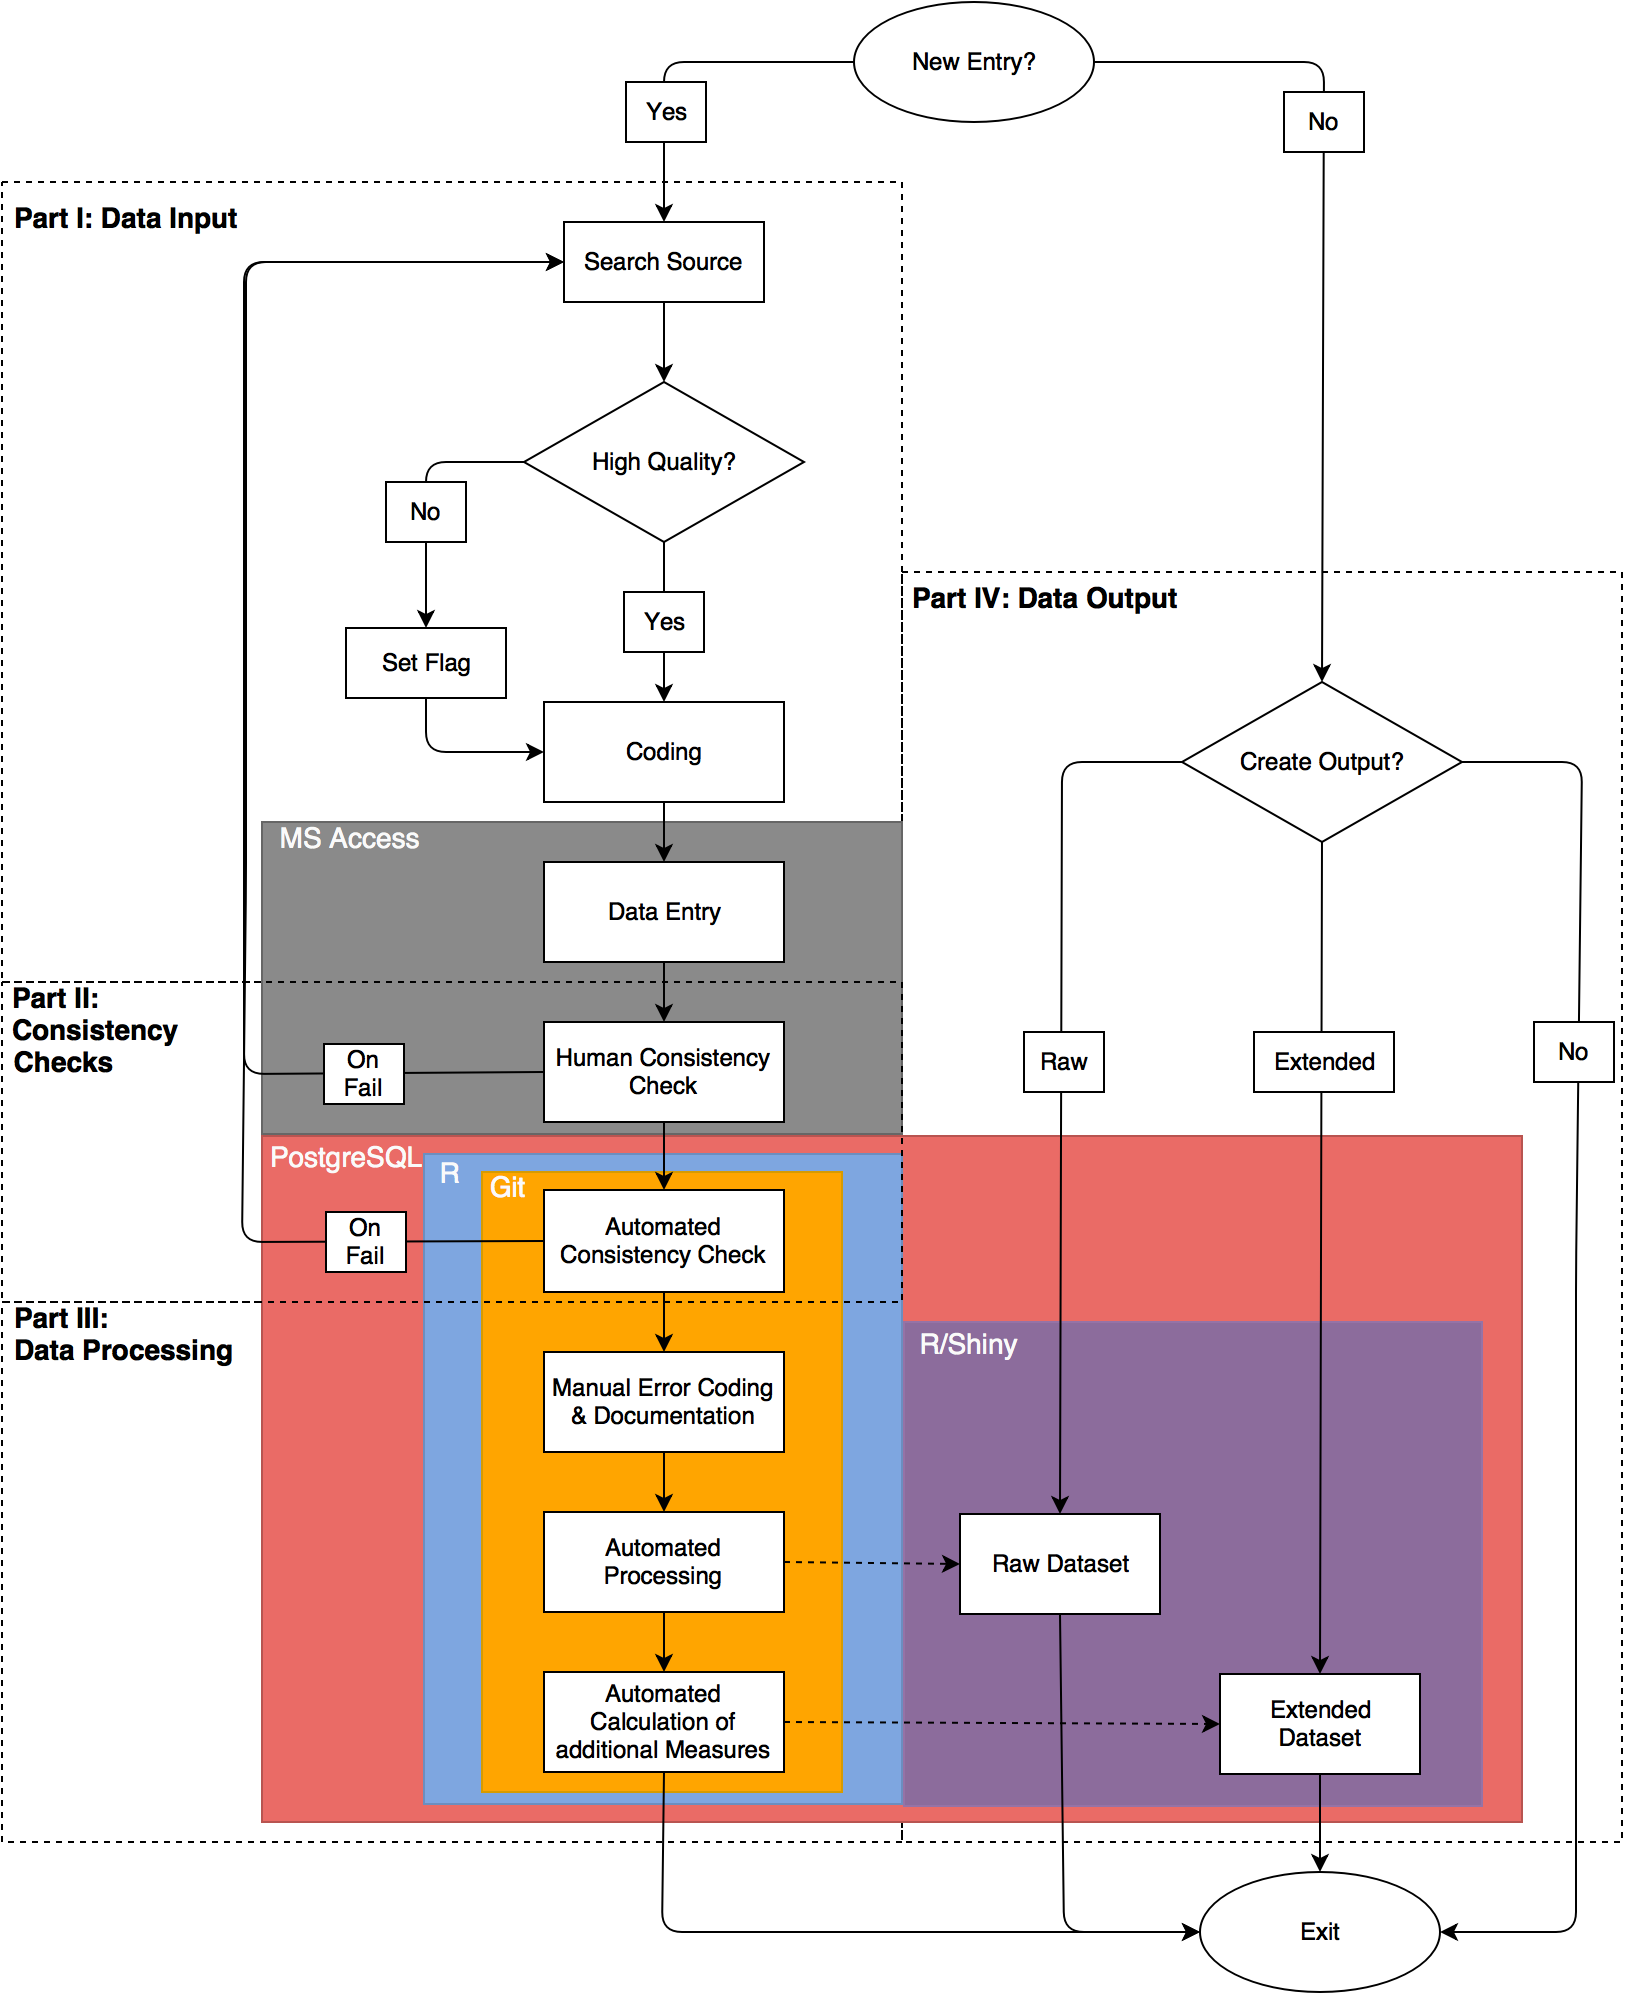 New Entry?
Yes
No
Part I: Data Input
Search Source
High Quality?
No
Yes
Set Flag
Coding
MS Access
Data Entry
Part II:
Consistency
Checks
On
Fail
Human Consistency
Check
PostgreSQL
R
Git
On
Fail
Automated
Consistency Check
Part III:
Data Processing
Manual Error Coding
& Documentation
Automated
Processing
Automated
Calculation of
additional Measures
Part IV: Data Output
Create Output?
Raw
Extended
No
R/Shiny
Raw Dataset
Extended
Dataset
Exit